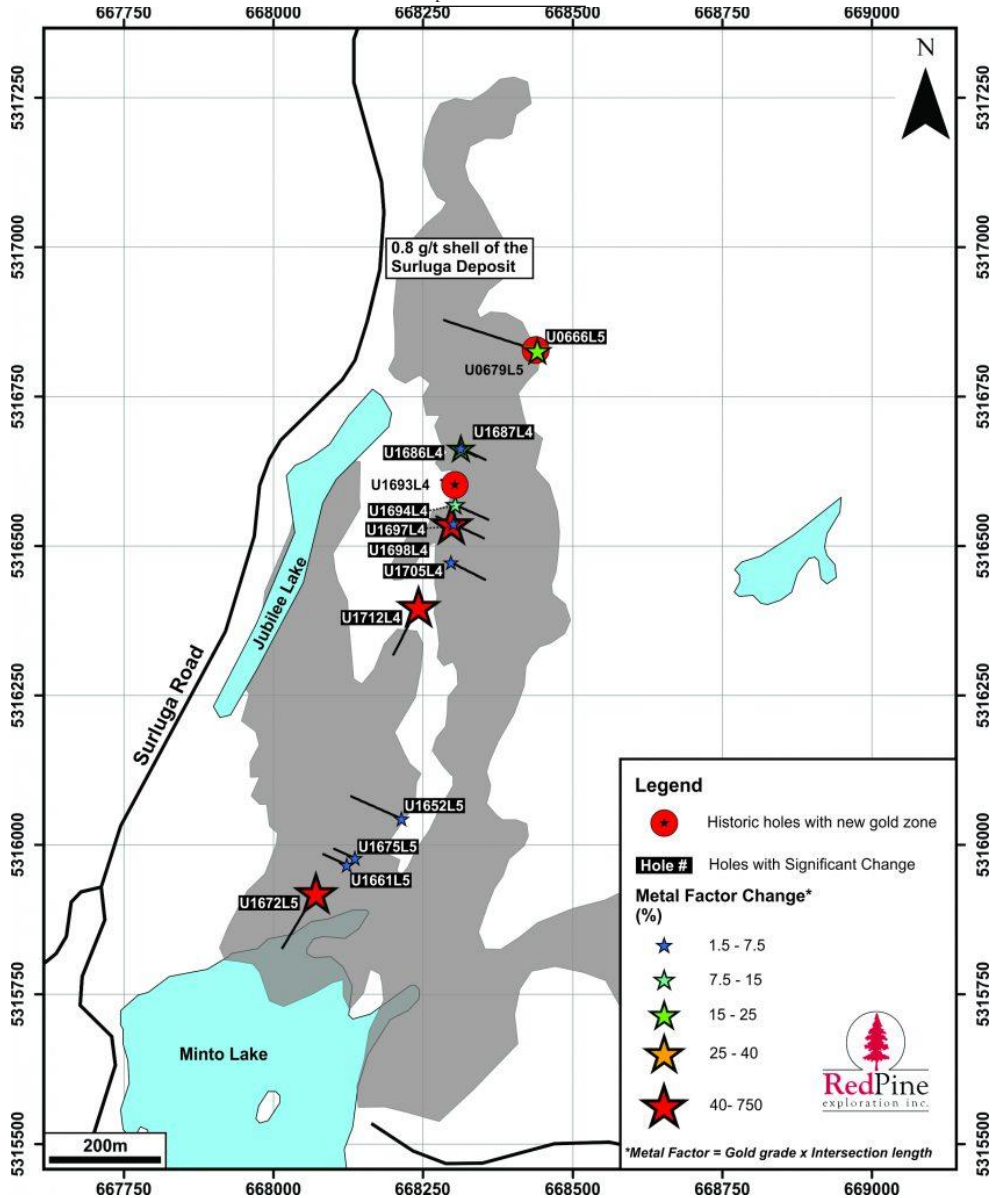 667750 668000 668250 668500 668750 669000
N
5317250 5317250
0.8 g/t shell of the
Surluga Deposit
5317000 5317000
U0666L5
U0679L5
5316750 5316750
U1687L4
U1686L4
U1693L4
U1694L4
U1697L4
5316500 5316500
U1698L4
U1705L4
Jubilee Lake
U1712L4
Surluga Road
5316250 5316250
U1652L5
5316000 5316000
U1675L5
U1661L5
U1672L5
5315750 5315750
Minto Lake
Legend
Historic holes with new gold zone
Hole # Holes with Significant Change
Metal Factor Change*
(%)
1.5 - 7.5
7.5 - 15
15 - 25
25 - 40
40- 750
RedPine
exploration inc.
*Metal Factor = Gold grade x Intersection length
200m
5315500 5315500
667750 668000 668250 668500 668750 669000